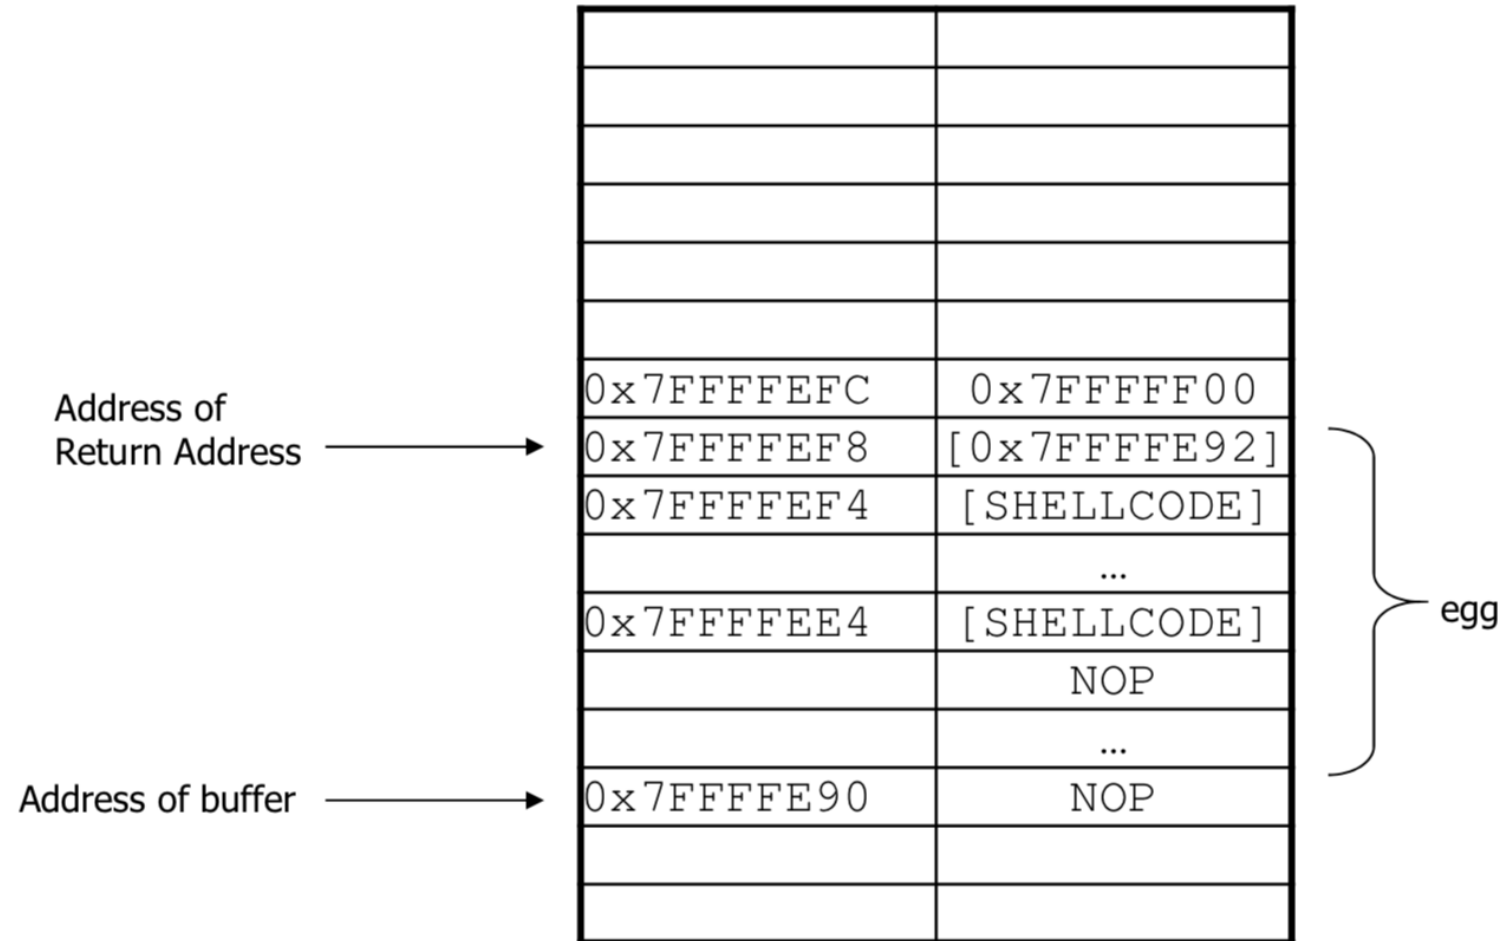 0x7FFFFEFC 0x7FFFFF00
Address of
Return Address
0x7FFFFEF8 [0x7FFFFE92]
0x7FFFFEF4 [SHELLCODE]
…
0x7FFFFEE4 [SHELLCODE]
egg
NOP
…
Address of buffer
0x7FFFFE90 NOP